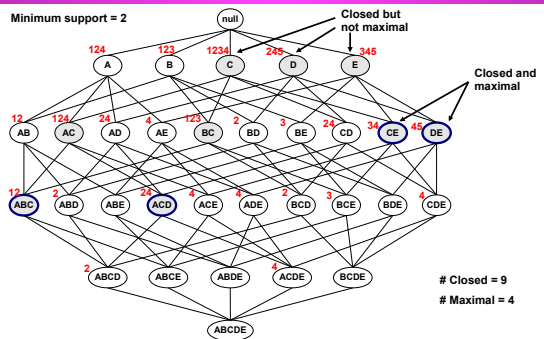 Minimum support = 2
null
Closed but
not maximal
124 123 1234 245 345
A B C D E
Closed and
maximal
12 124 24 4 123 2 3 24 34 45
AB AC AD AE BC BD BE CD CE DE
12 2 24 4 4 2 3 4
ABC ABD ABE ACD ACE ADE BCD BCE BDE CDE
2 4
ABCD ABCE ABDE ACDE BCDE
# Closed = 9
# Maximal = 4
ABCDE